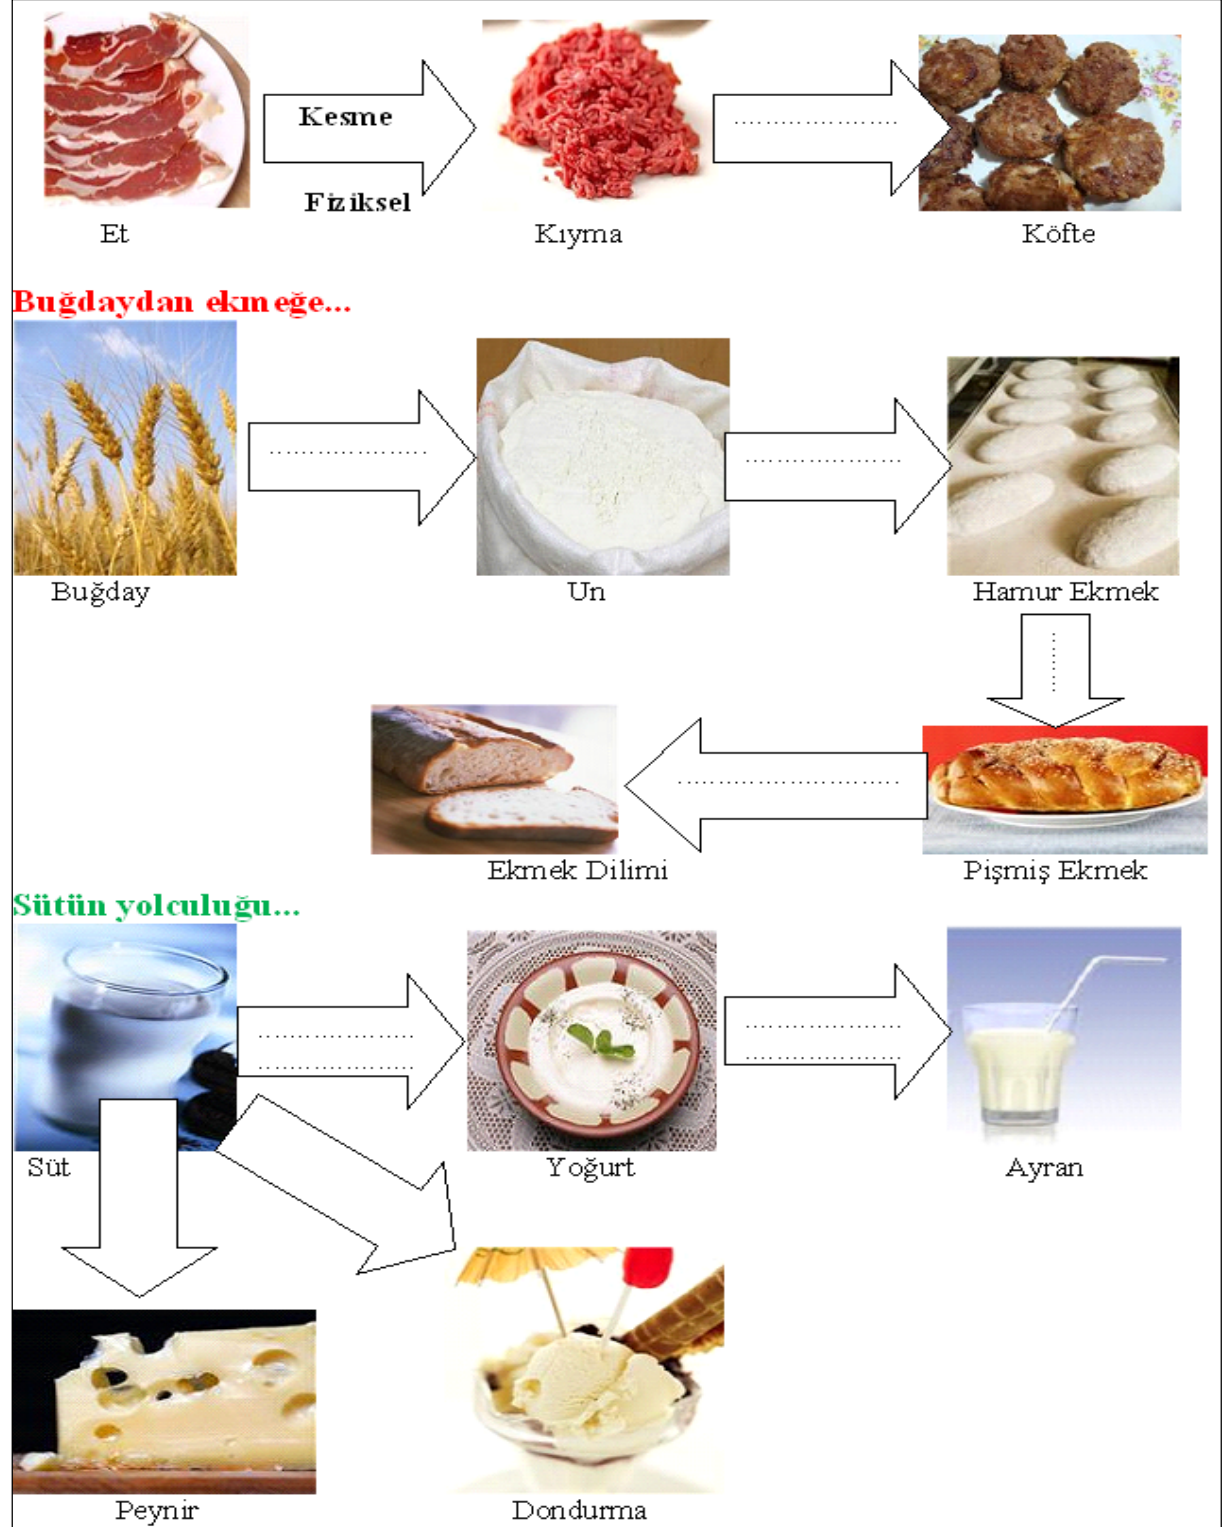 Kesme
....................
Fiziksel
Et
Kıyma
Köfte
Buğdaydan ekmeğe...
....................
....................
Buğday
Un
Hamur Ekmek
..........
............................
Ekmek Dilimi
Pişmiş Ekmek
Sütün yolculuğu...
....................
....................
....................
....................
Süt
Yoğurt
Ayran
Peynir
Dondurma